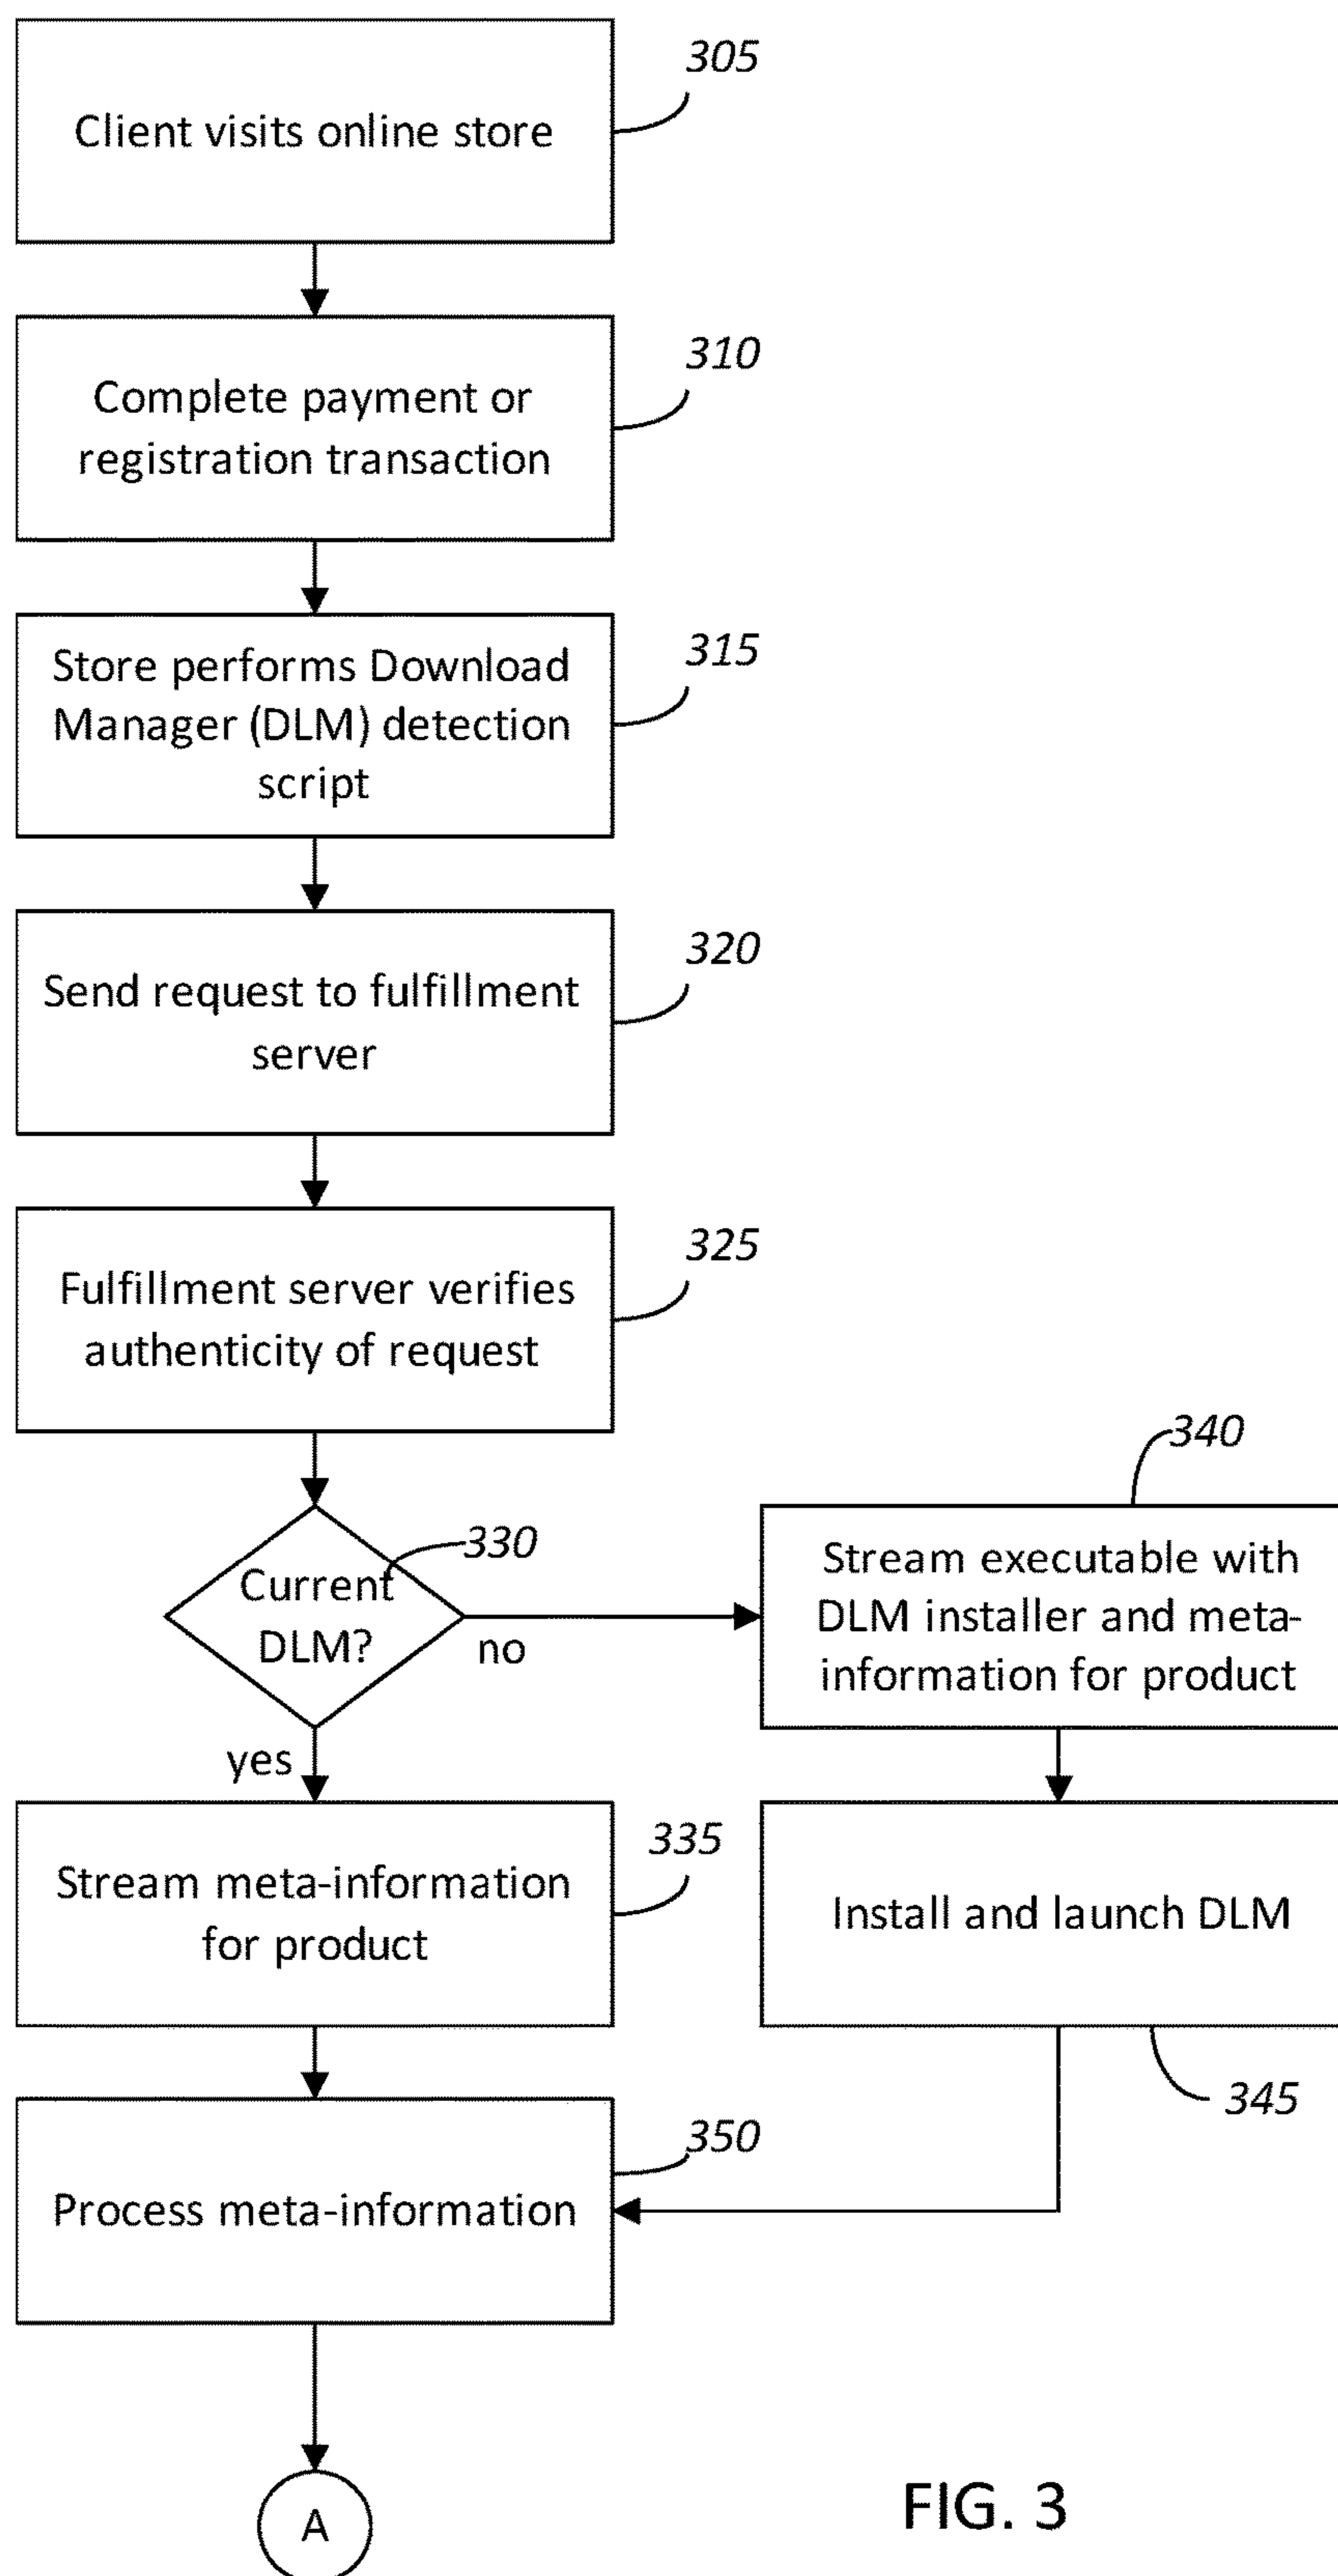 305
Client visits online store
310
Complete payment or
registration transaction
315
Store performs Download
Manager (DLM) detection
script
320
Send request to fulfillment
server
325
Fulfillment server verifies
authenticity of request
330
Current
DLM?
no
yes
340
Stream executable with
DLM installer and meta-
information for product
335
Stream meta-information
for product
Install and launch DLM
345
350
Process meta-information
A
FIG. 3